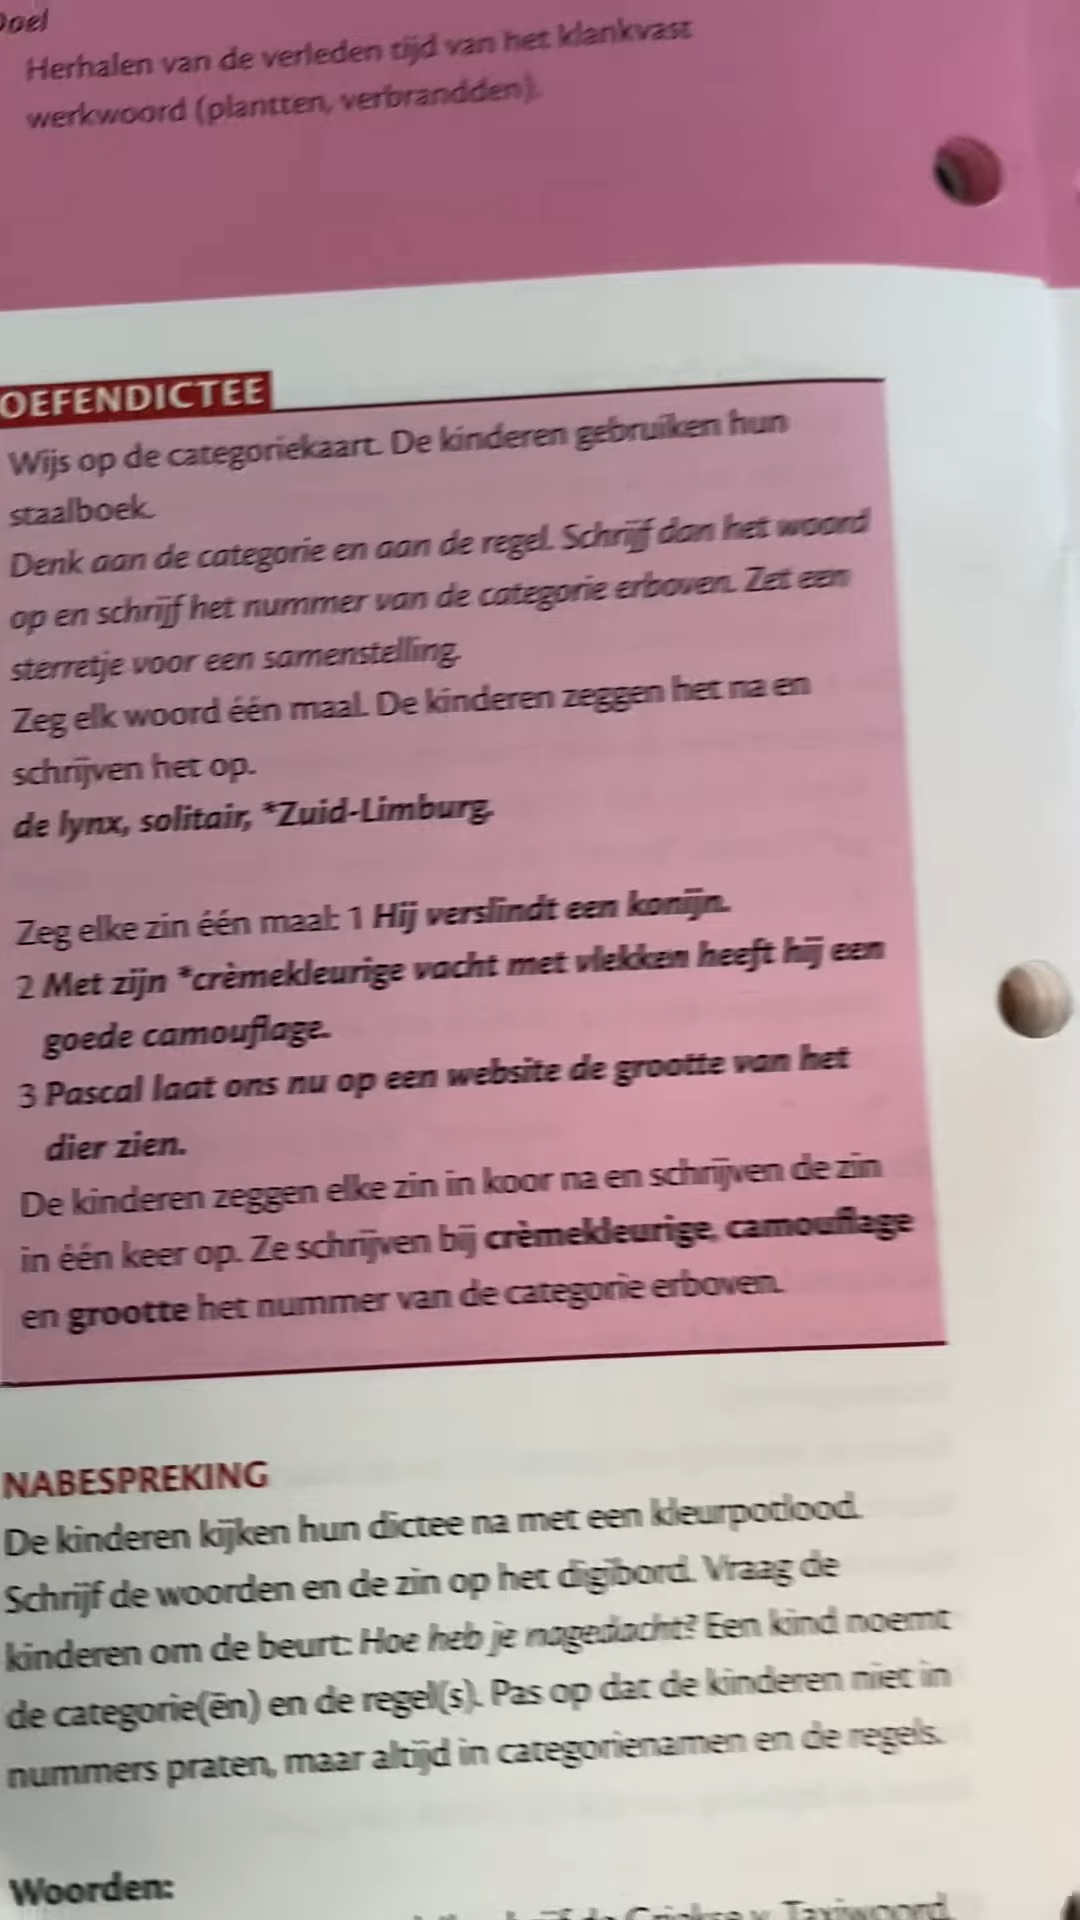 Doel
Herhalen van de verleden tijd van het klankvast
werkwoord (plantten, verbrandden).
OEFENDICTEE
Wijs op de categoriekaart. De kinderen gebruiken hun
staalboek.
Denk aan de categorie en aan de regel. Schrijf dan het woord
op en schrijf het nummer van de categorie erboven. Zet een
sterretje voor een samenstelling.
Zeg elk woord één maal. De kinderen zeggen het na en
schrijven het op.
de lynx, solitair, *Zuid-Limburg.
Zeg elke zin één maal: 1 Hij verslindt een konijn.
2 Met zijn *crèmekleurige vacht met vlekken heeft hij een
goede camouflage.
3 Pascal laat ons nu op een website de grootte van het
dier zien.
De kinderen zeggen elke zin in koor na en schrijven de zin
in één keer op. Ze schrijven bij crèmekleurige, camouflage
en grootte het nummer van de categorie erboven.
NABESPREKING
De kinderen kijken hun dictee na met een kleurpotlood.
Schrijf de woorden en de zin op het digibord. Vraag de
kinderen om de beurt: Hoe heb je nagedacht? Een kind noemt
de categorie(ën) en de regel(s). Pas op dat de kinderen niet in
nummers praten, maar altijd in categorienamen en de regels.
Woorden:
de Griekse y. Taxiwoord,